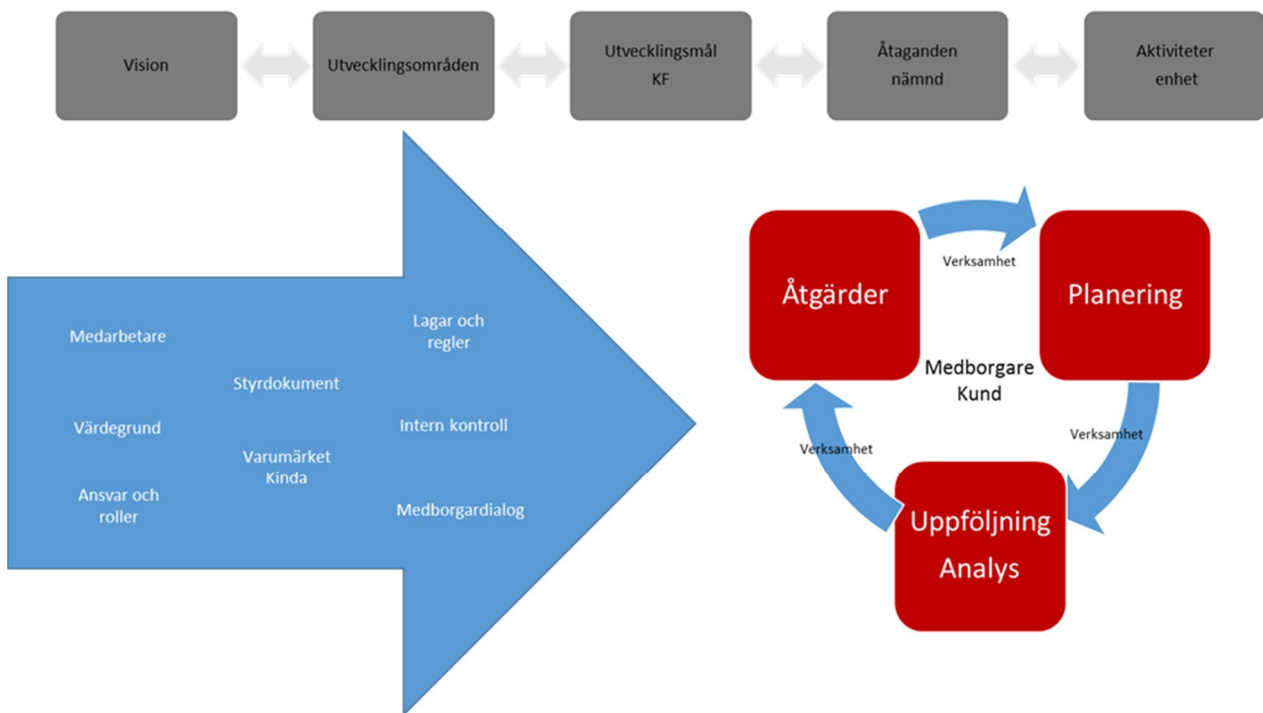 Vision
Utvecklingsområden
Utvecklingsmål
KF
Åtaganden
nämnd
Aktiviteter
enhet
Medarbetare
Värdegrund
Ansvar och
roller
Styrdokument
Varumärket
Kinda
Lagar och
regler
Intern kontroll
Medborgardialog
Åtgärder
Verksamhet
Planering
Medborgare
Kund
Verksamhet
Verksamhet
Uppföljning
Analys